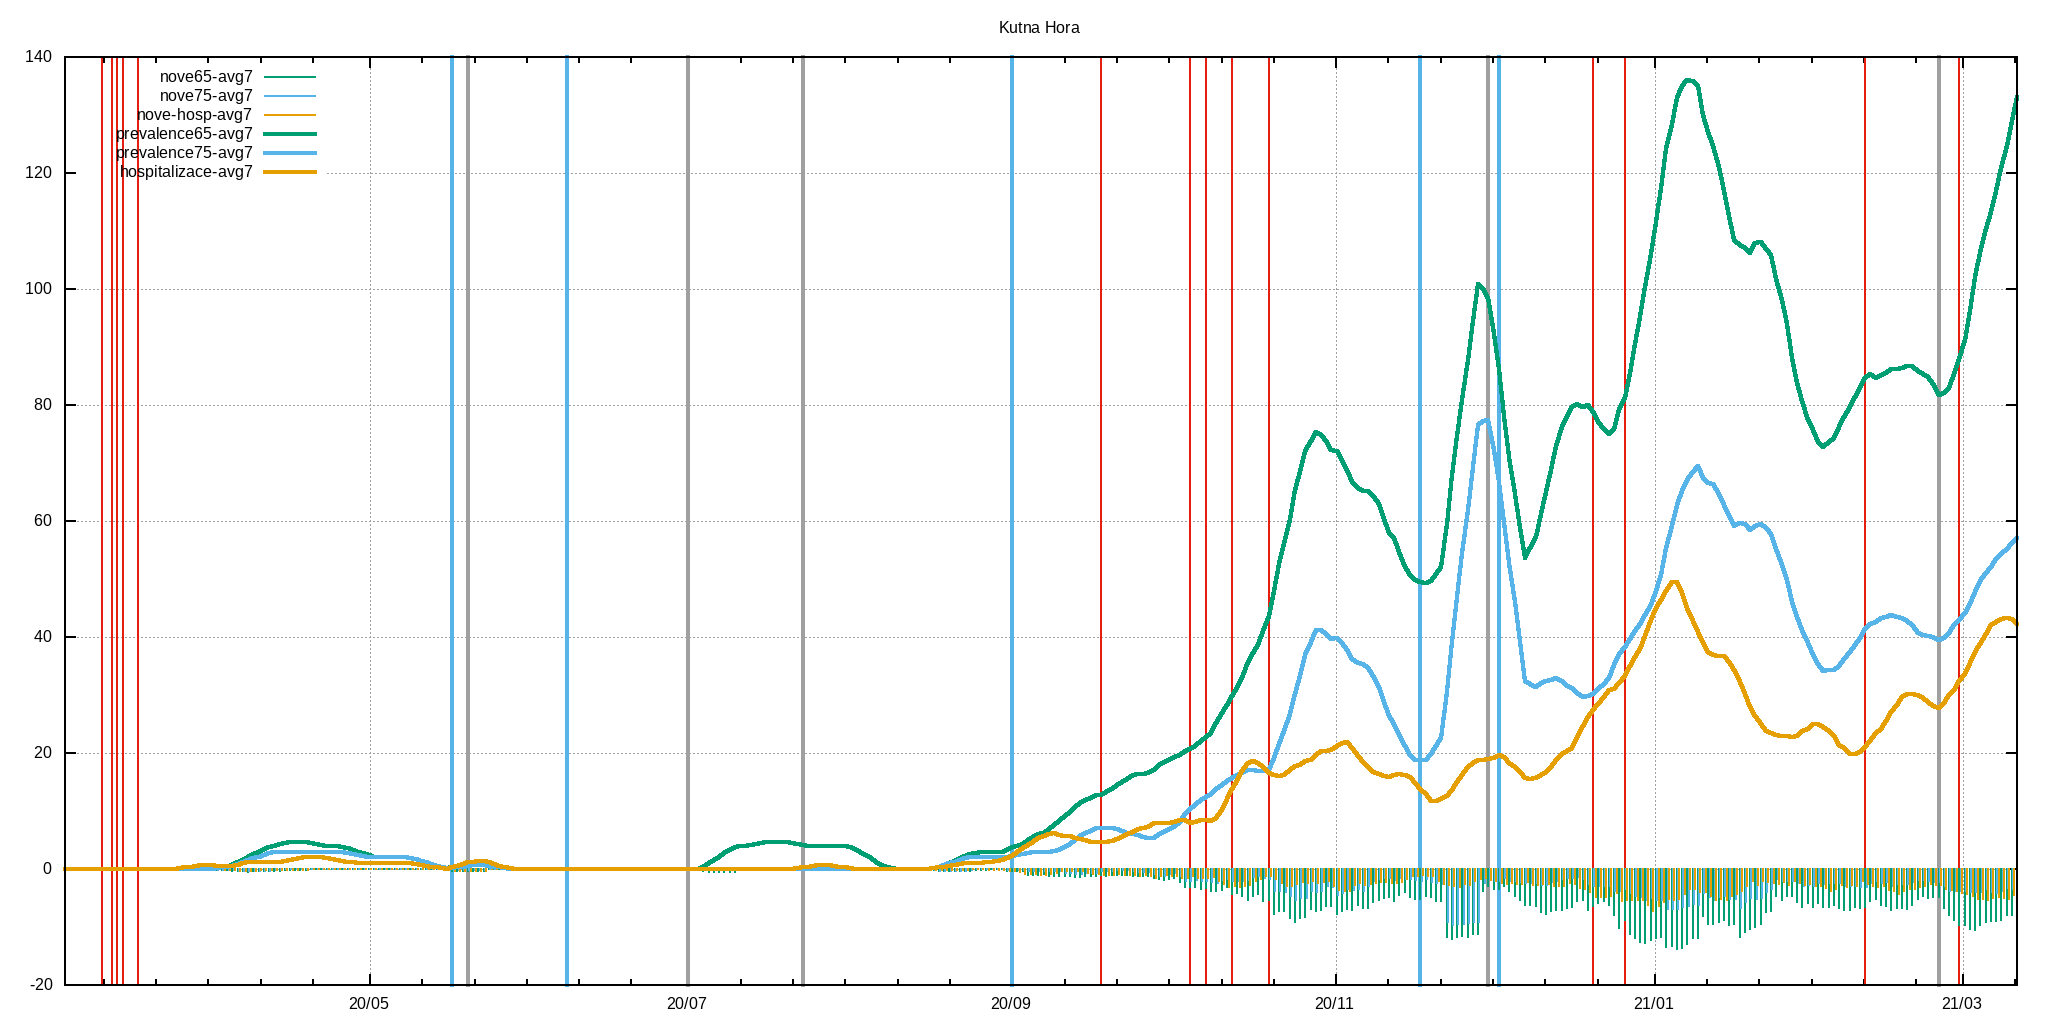 Kutna Hora
140
120
100
80
60
40
20
0
-20
nove65-avg7
nove75-avg7
nove-hosp-avg7
prevalence65-avg7
prevalence75-avg7
hospitalizace-avg7
20/05
20/07
20/09
20/11
21/01
21/03